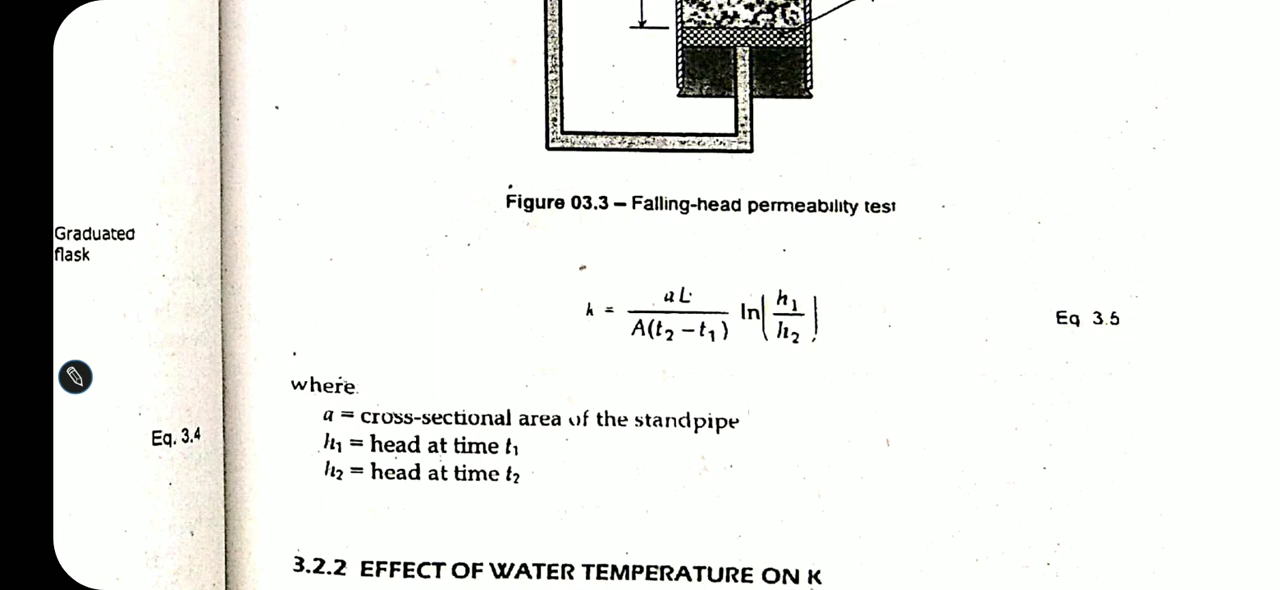 Graduated
flask
Eq. 3.4
Figure 03.3 – Falling-head permeability test
k = aL / A(t₂ – t₁) ln(h₁ / h₂)
Eq 3.5
where
a = cross-sectional area of the standpipe
h₁ = head at time t₁
h₂ = head at time t₂
3.2.2 EFFECT OF WATER TEMPERATURE ON K